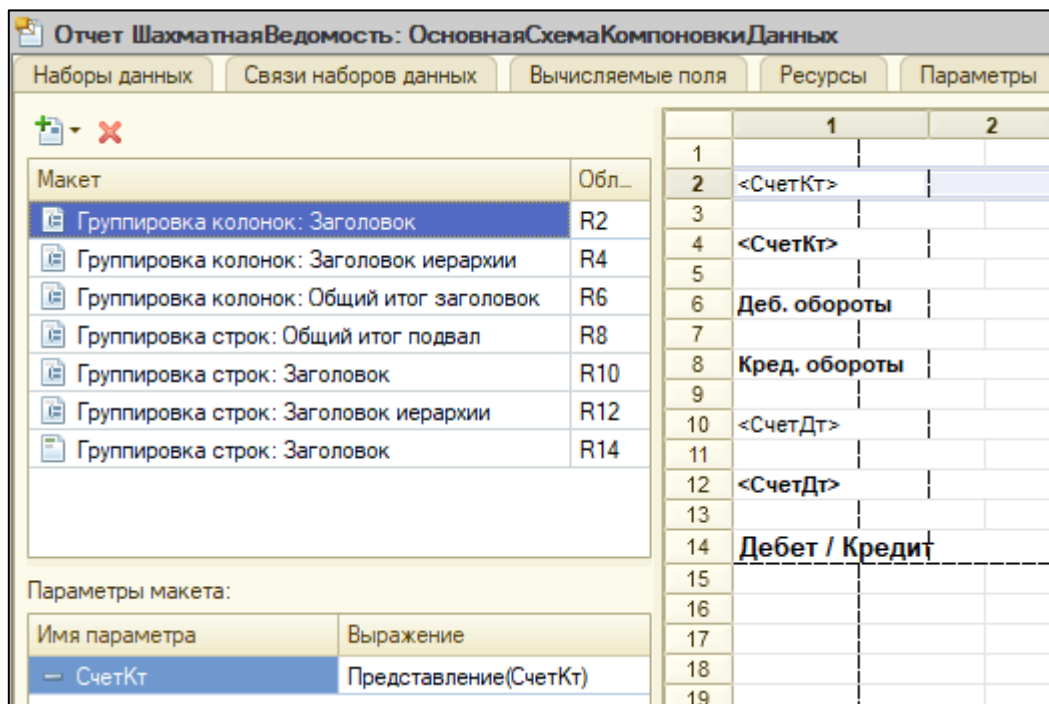 Отчет ШахматнаяВедомость: ОсновнаяСхемаКомпоновкиДанных
Наборы данных Связи наборов данных Вычисляемые поля Ресурсы Параметры
Макет Обл...
Группировка колонок: Заголовок R2
Группировка колонок: Заголовок иерархии R4
Группировка колонок: Общий итог заголовок R6
Группировка строк: Общий итог подвал R8
Группировка строк: Заголовок R10
Группировка строк: Заголовок иерархии R12
Группировка строк: Заголовок R14
Параметры макета:
Имя параметра Выражение
СчетКт Представление(СчетКт)
1 2
1
2 <СчетКт>
3
4 <СчетКт>
5
6 Деб. обороты
7
8 Кред. обороты
9
10 <СчетДт>
11
12 <СчетДт>
13
14 Дебет / Кредит
15
16
17
18
19